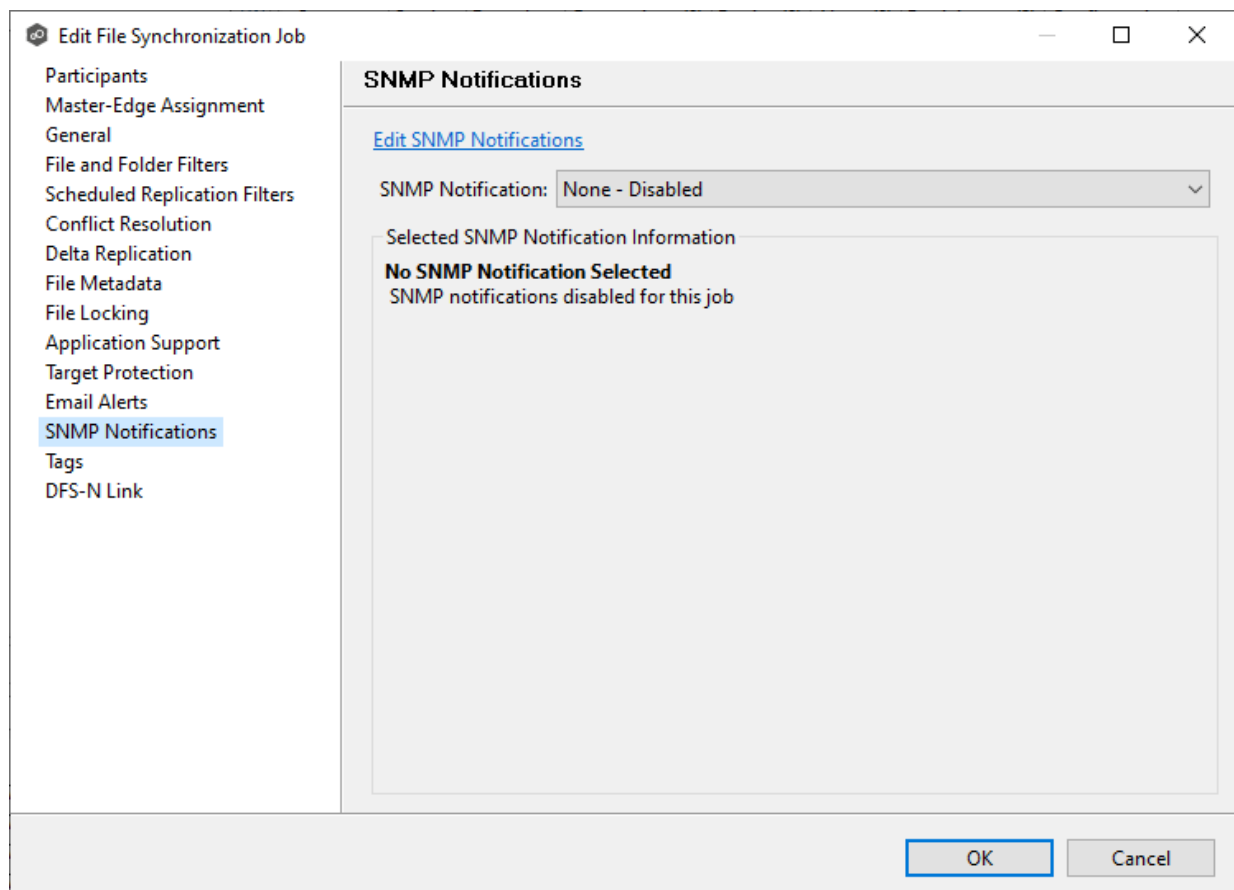 Edit File Synchronization Job
Participants
Master-Edge Assignment
General
File and Folder Filters
Scheduled Replication Filters
Conflict Resolution
Delta Replication
File Metadata
File Locking
Application Support
Target Protection
Email Alerts
SNMP Notifications
Tags
DFS-N Link
SNMP Notifications
Edit SNMP Notifications
SNMP Notification: None - Disabled
Selected SNMP Notification Information
No SNMP Notification Selected
SNMP notifications disabled for this job
OK Cancel